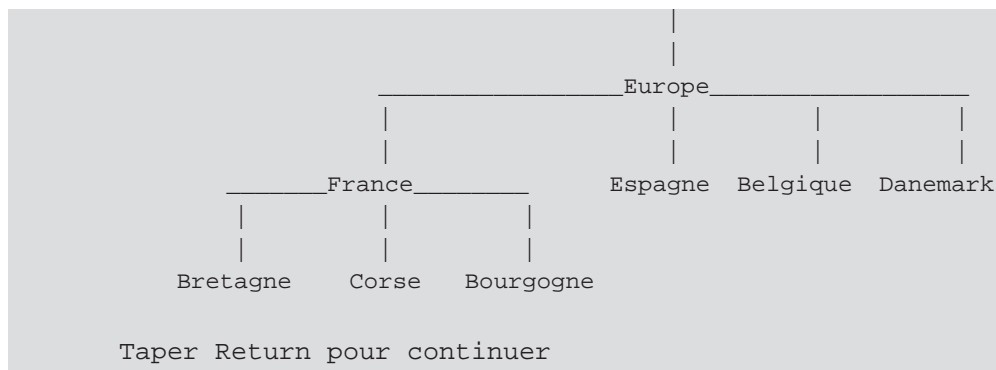 Europe
France Espagne Belgique Danemark
Bretagne Corse Bourgogne
Taper Return pour continuer